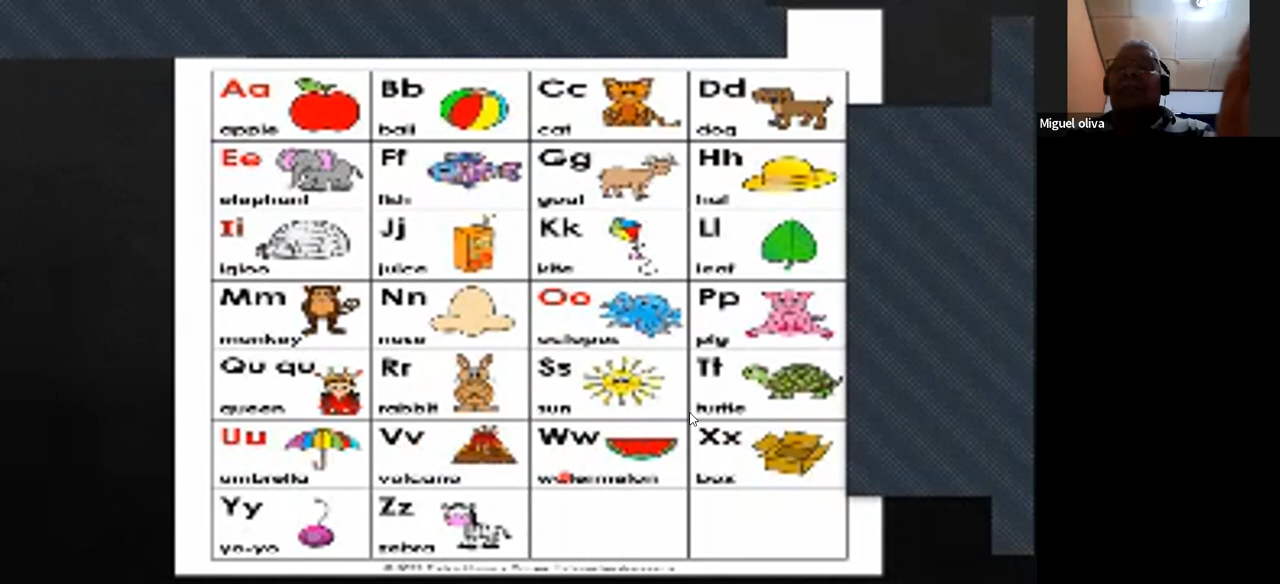 Aa Bb Cc Dd
apple ball cat dog
Ee Ff Gg Hh
elephant fish goat hat
Ii Jj Kk Ll
igloo juice kite leaf
Mm Nn Oo Pp
monkey nose octopus pig
Qu qu Rr Ss Tt
queen rabbit sun turtle
Uu Vv Ww Xx
umbrella volcano watermelon box
Yy Zz
yo-yo zebra
Miguel oliva